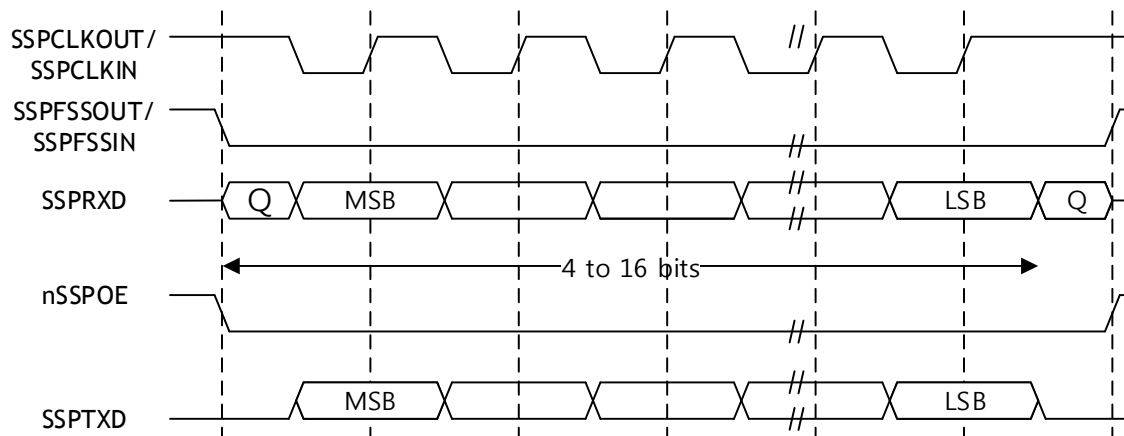 SSPCLKOUT/
SSPCLKIN
SSPFSSOUT/
SSPFSSIN
SSPRXD Q MSB LSB Q
4 to 16 bits
nSSPOE
MSB LSB
SSPTXD